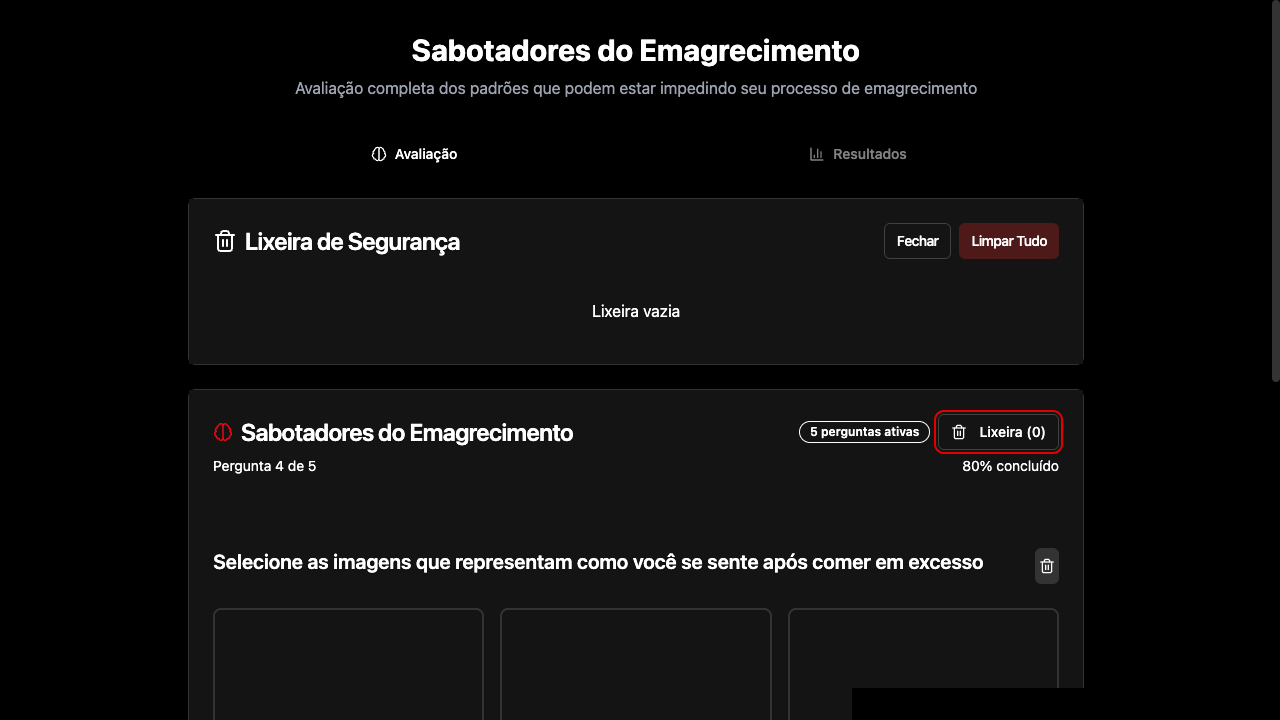 Sabotadores do Emagrecimento
Avaliação completa dos padrões que podem estar impedindo seu processo de emagrecimento
Avaliação
Resultados
Lixeira de Segurança
Fechar
Limpar Tudo
Lixeira vazia
Sabotadores do Emagrecimento
5 perguntas ativas
Lixeira (0)
Pergunta 4 de 5
80% concluído
Selecione as imagens que representam como você se sente após comer em excesso